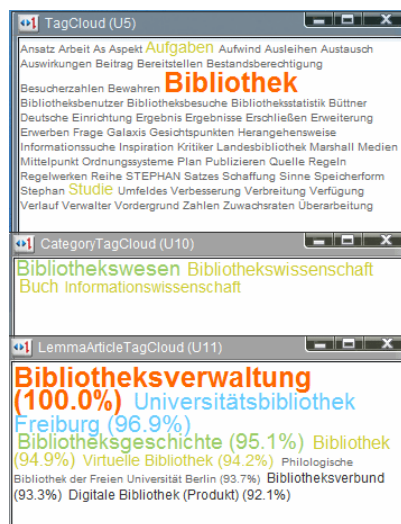 TagCloud (U5)
Ansatz Arbeit As Aspekt Aufgaben Aufwind Ausleihen Austausch
Auswirkungen Beitrag Bereitstellen Bestandsberechtigung
Besucherzahlen Bewahren Bibliothek
Bibliotheksbenutzer Bibliotheksbesuche Bibliotheksstatistik Büttner
Deutsche Einrichtung Ergebnis Ergebnisse Erschließen Erweiterung
Erwerben Frage Galaxis Gesichtspunkten Herangehensweise
Informationssuche Inspiration Kritiker Landesbibliothek Marshall Medien
Mittelpunkt Ordnungssysteme Plan Publizieren Quelle Regeln
Regelwerken Reihe STEPHAN Satzes Schaffung Sinne Speicherform
Stephan Studie Umfeldes Verbesserung Verbreitung Verfügung
Verlauf Verwalter Vordergrund Zahlen Zuwachsraten Überarbeitung
CategoryTagCloud (U10)
Bibliothekswesen Bibliothekswissenschaft
Buch Informationswissenschaft
LemmaArticleTagCloud (U11)
Bibliotheksverwaltung
(100.0%) Universitätsbibliothek
Freiburg (96.9%)
Bibliotheksgeschichte (95.1%) Bibliothek
(94.9%) Virtuelle Bibliothek (94.2%) Philologische
Bibliothek der Freien Universität Berlin (93.7%) Bibliotheksverbund
(93.3%) Digitale Bibliothek (Produkt) (92.1%)